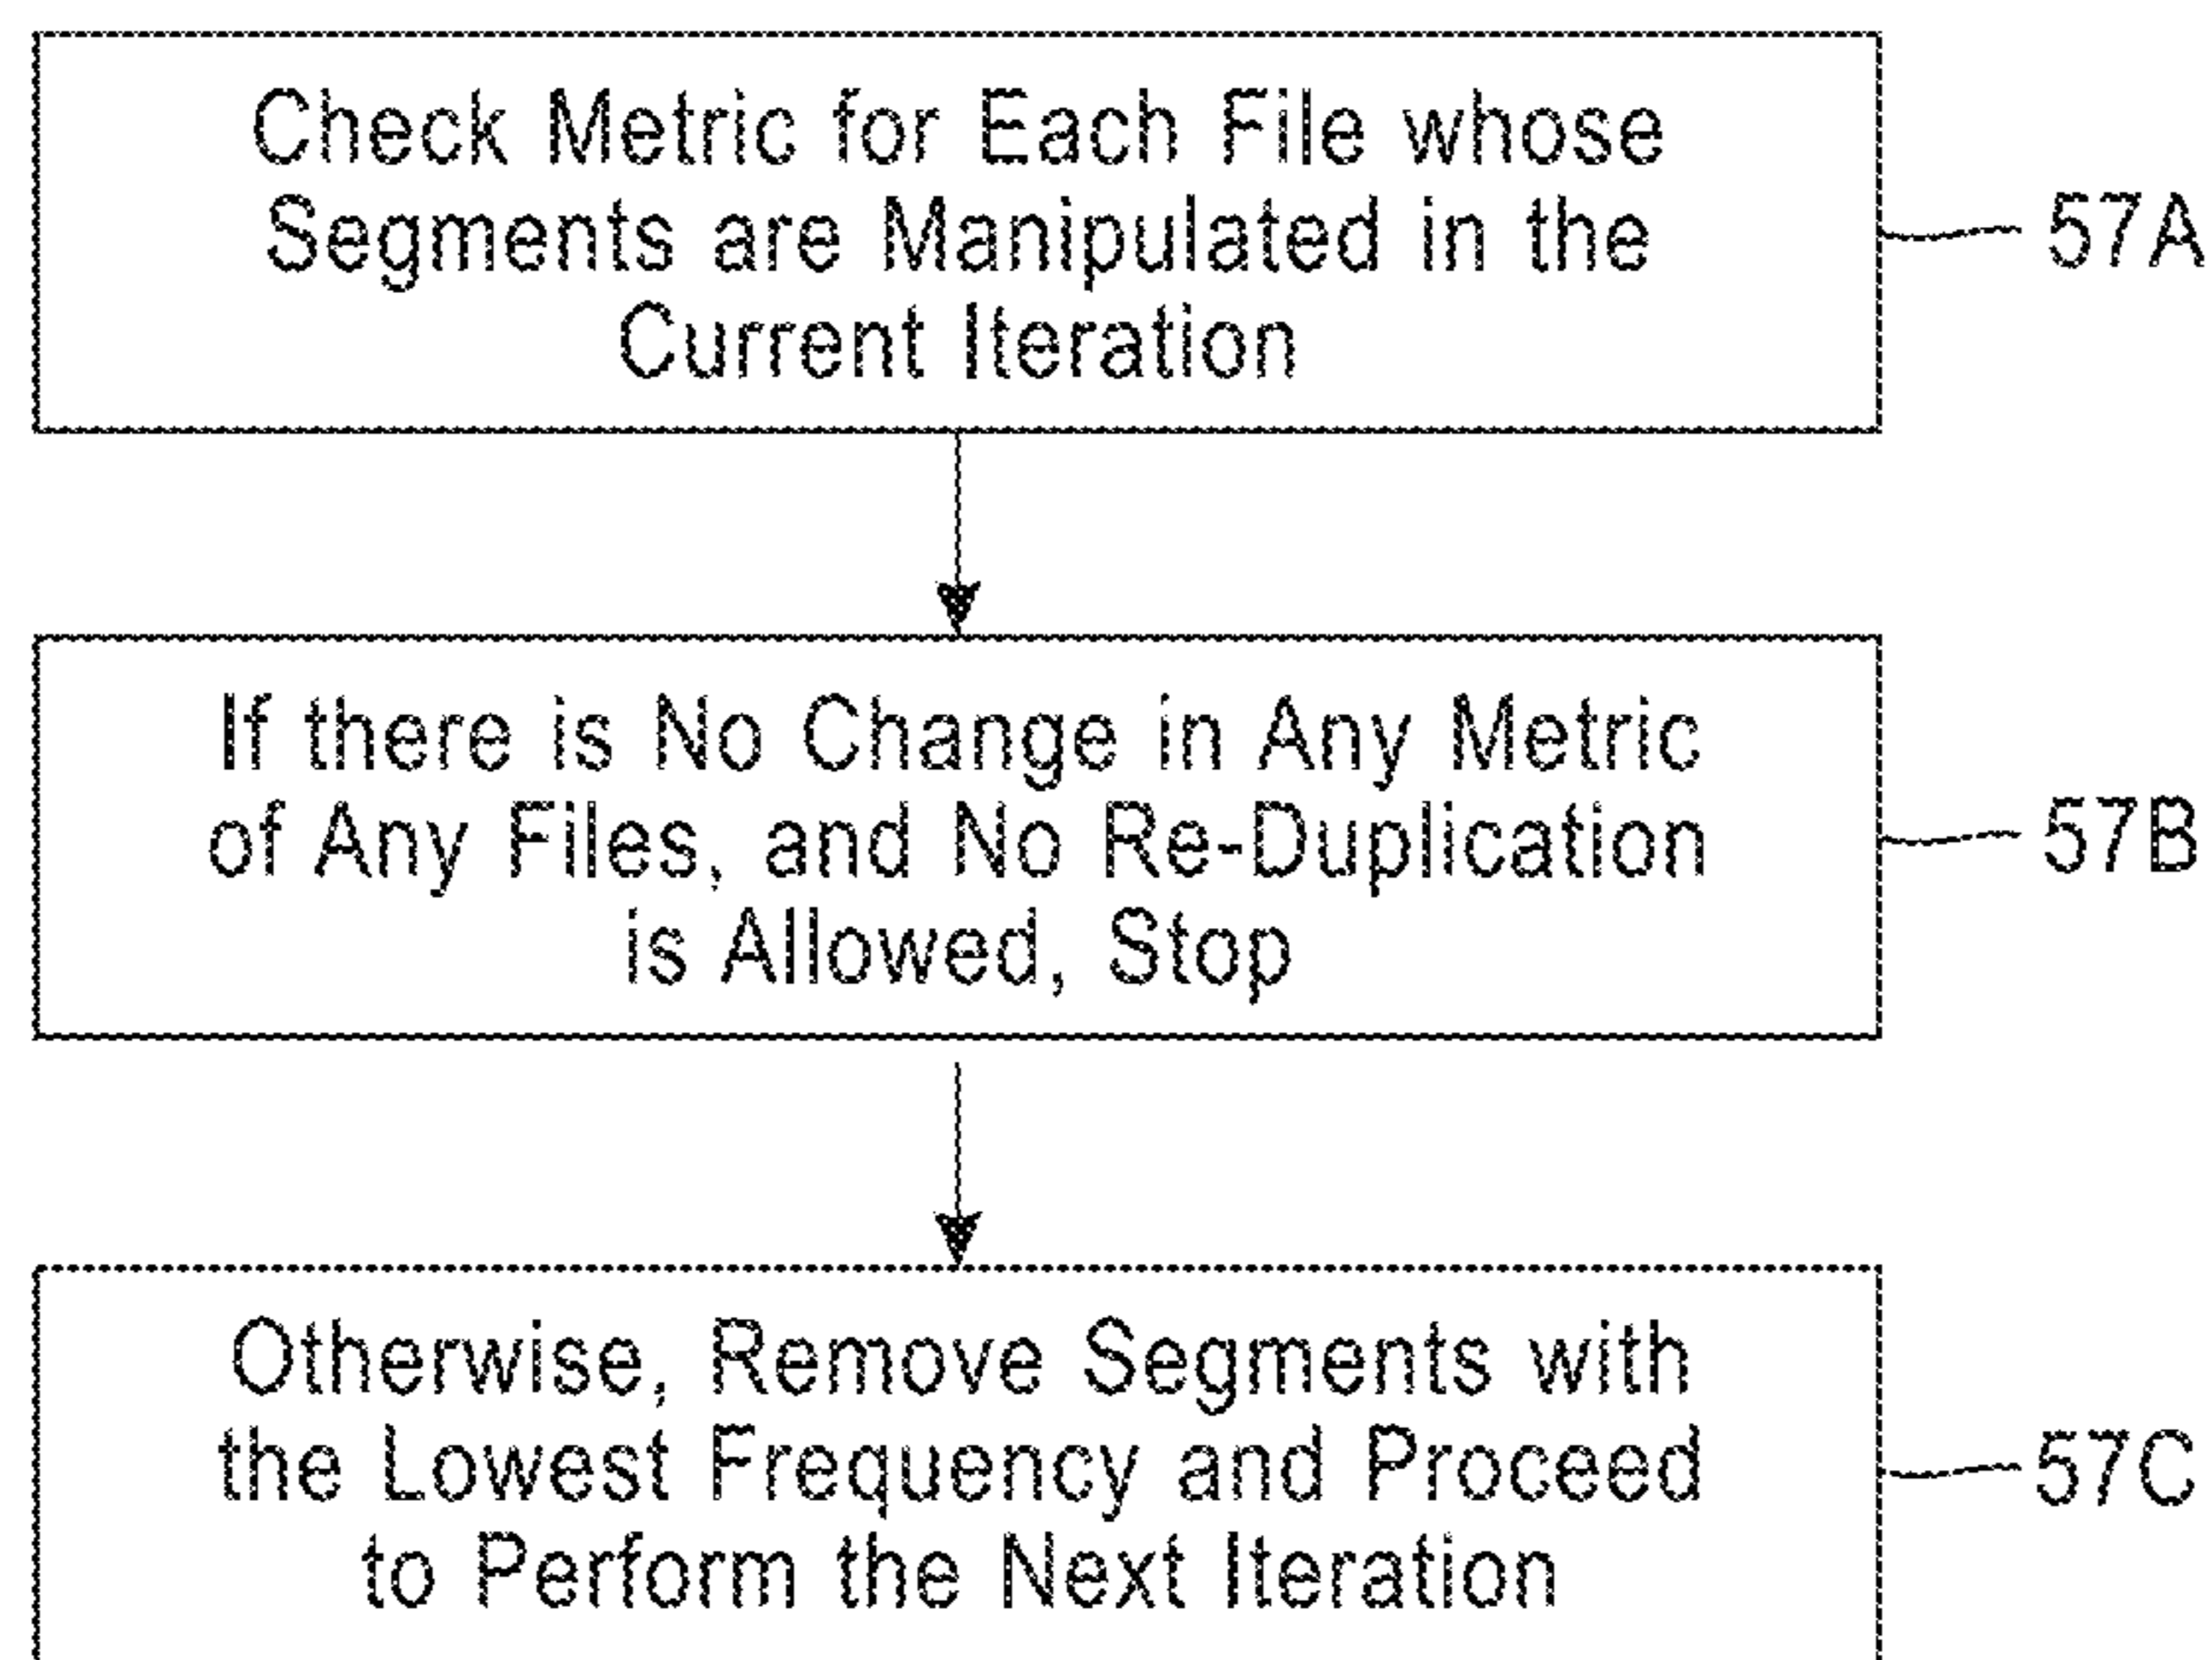 Check Metric for Each File whose
Segments are Manipulated in the
Current Iteration
57A
If there is No Change in Any Metric
of Any Files, and No Re-Duplication
is Allowed, Stop
57B
Otherwise, Remove Segments with
the Lowest Frequency and Proceed
to Perform the Next Iteration
57C